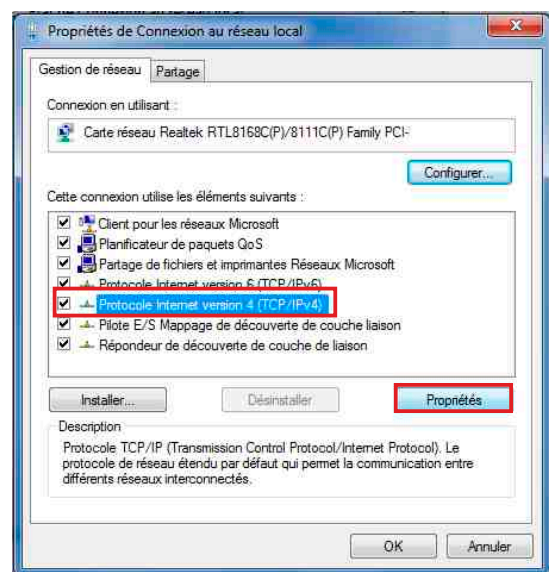 Propriétés de Connexion au réseau local
Gestion de réseau Partage
Connexion en utilisant :
Carte réseau Realtek RTL8168C(P)/8111C(P) Family PCI-
Configurer...
Cette connexion utilise les éléments suivants :
Client pour les réseaux Microsoft
Planificateur de paquets QoS
Partage de fichiers et imprimantes Réseaux Microsoft
Protocole Internet version 6 (TCP/IPv6)
Protocole Internet version 4 (TCP/IPv4)
Pilote E/S Mappage de découverte de couche liaison
Répondeur de découverte de couche de liaison
Installer... Désinstaller Propriétés
Description
Protocole TCP/IP (Transmission Control Protocol/Internet Protocol). Le
protocole de réseau étendu par défaut qui permet la communication entre
différents réseaux interconnectés.
OK Annuler